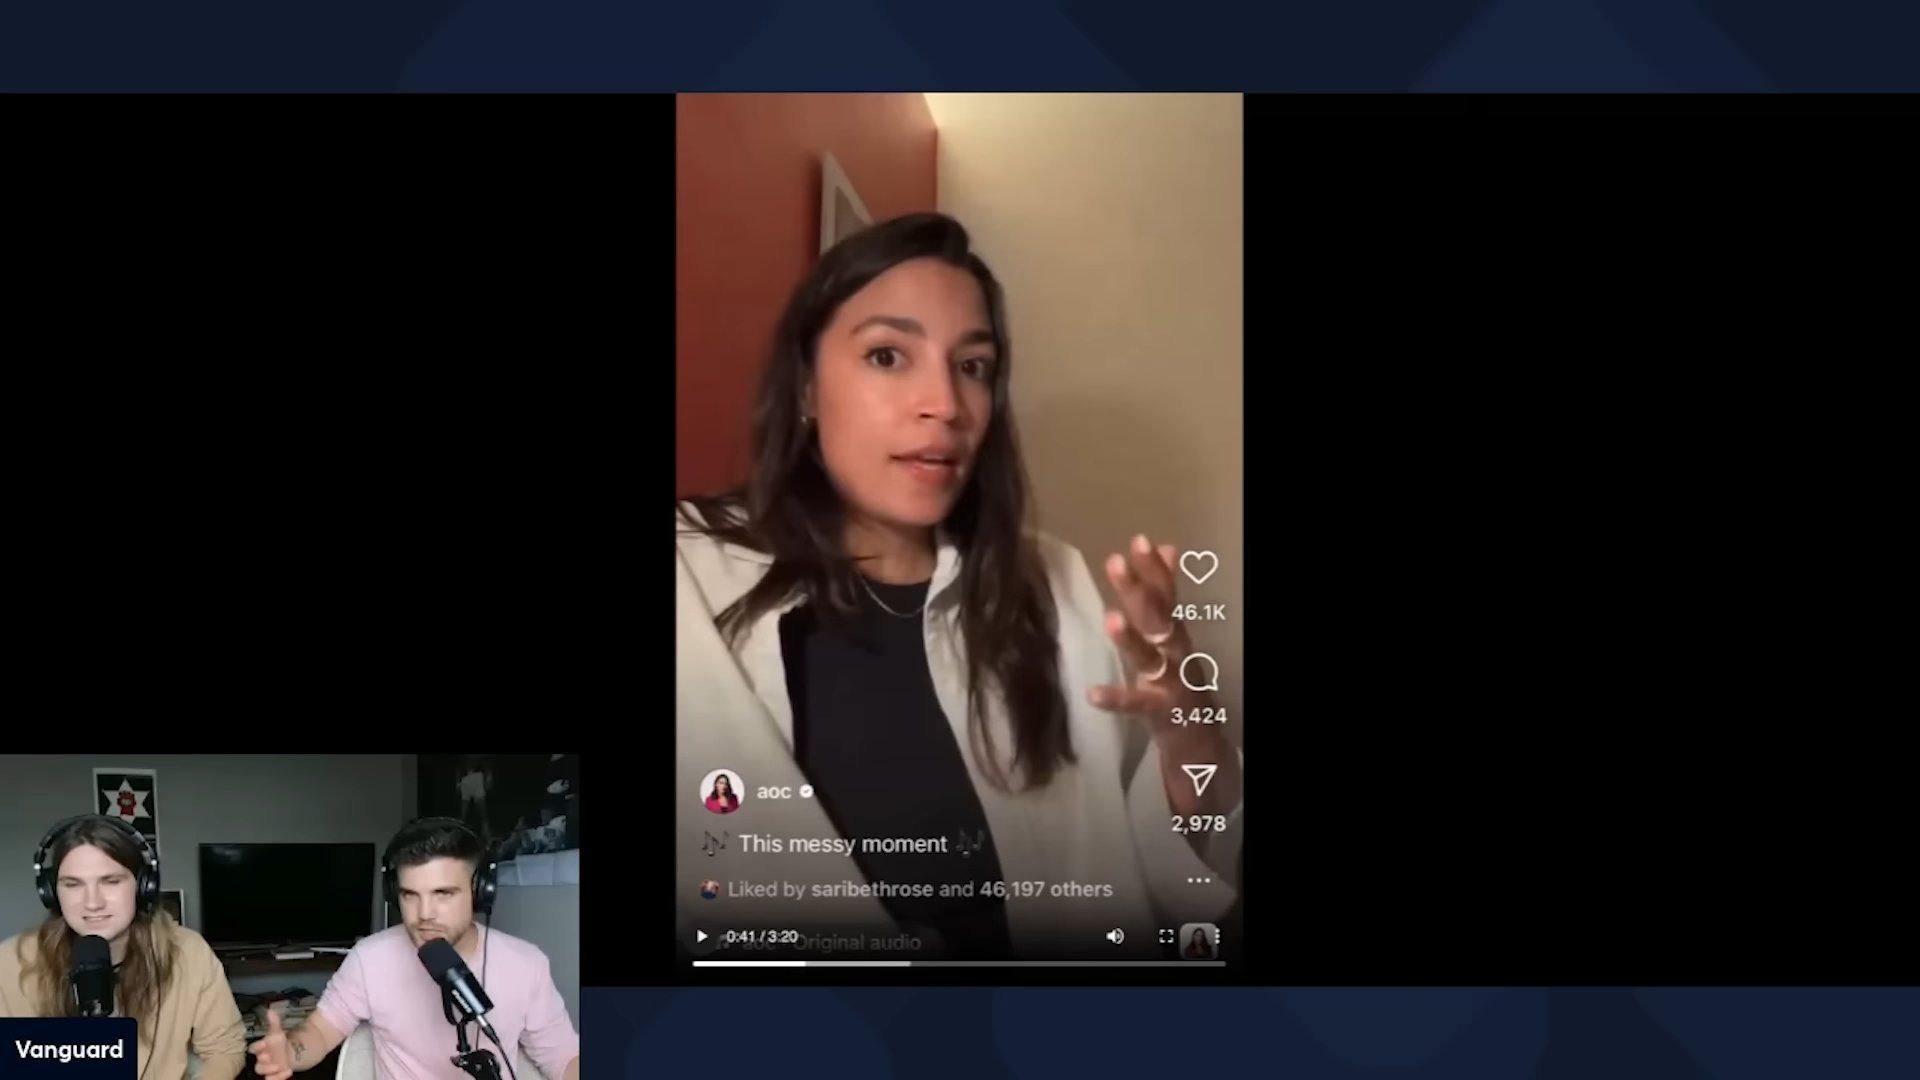 46.1K
3,424
2,978
aoc
🎶 This messy moment 🎶
Liked by saribethrose and 46,197 others
0:41 / 3:20
aoc · Original audio
Vanguard